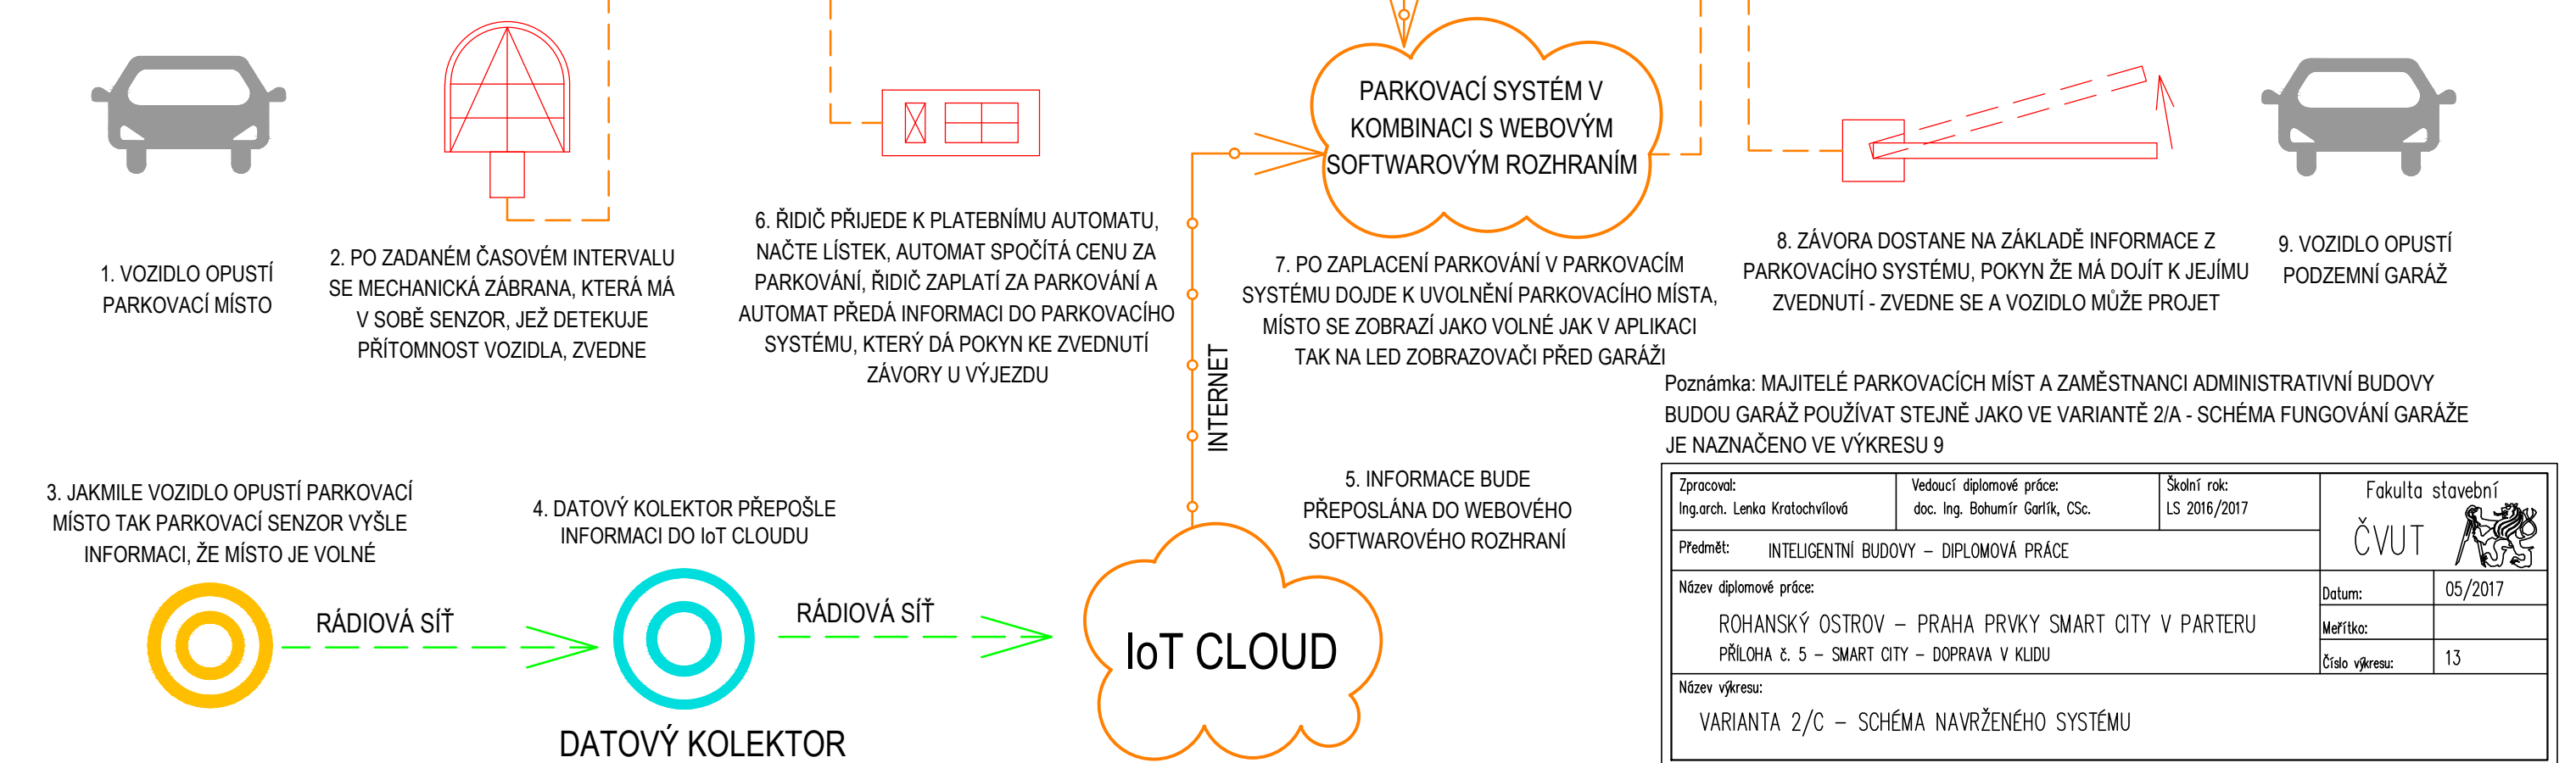 PARKOVACÍ SYSTÉM V
KOMBINACI S WEBOVÝM
SOFTWAROVÝM ROZHRANÍM
1. VOZIDLO OPUSTÍ
PARKOVACÍ MÍSTO
2. PO ZADANÉM ČASOVÉM INTERVALU
SE MECHANICKÁ ZÁBRANA, KTERÁ MÁ
V SOBĚ SENZOR, JEŽ DETEKUJE
PŘÍTOMNOST VOZIDLA, ZVEDNE
6. ŘIDIČ PŘIJEDE K PLATEBNÍMU AUTOMATU,
NAČTE LÍSTEK, AUTOMAT SPOČÍTÁ CENU ZA
PARKOVÁNÍ, ŘIDIČ ZAPLATÍ ZA PARKOVÁNÍ A
AUTOMAT PŘEDÁ INFORMACI DO PARKOVACÍHO
SYSTÉMU, KTERÝ DÁ POKYN KE ZVEDNUTÍ
ZÁVORY U VÝJEZDU
7. PO ZAPLACENÍ PARKOVÁNÍ V PARKOVACÍM
SYSTÉMU DOJDE K UVOLNĚNÍ PARKOVACÍHO MÍSTA,
MÍSTO SE ZOBRAZÍ JAKO VOLNÉ JAK V APLIKACI
TAK NA LED ZOBRAZOVAČI PŘED GARÁŽI
8. ZÁVORA DOSTANE NA ZÁKLADĚ INFORMACE Z
PARKOVACÍHO SYSTÉMU, POKYN ŽE MÁ DOJÍT K JEJÍMU
ZVEDNUTÍ - ZVEDNE SE A VOZIDLO MŮŽE PROJET
9. VOZIDLO OPUSTÍ
PODZEMNÍ GARÁŽ
INTERNET
Poznámka: MAJITELÉ PARKOVACÍCH MÍST A ZAMĚSTNANCI ADMINISTRATIVNÍ BUDOVY
BUDOU GARÁŽ POUŽÍVAT STEJNĚ JAKO VE VARIANTĚ 2/A - SCHÉMA FUNGOVÁNÍ GARÁŽE
JE NAZNAČENO VE VÝKRESU 9
3. JAKMILE VOZIDLO OPUSTÍ PARKOVACÍ
MÍSTO TAK PARKOVACÍ SENZOR VYŠLE
INFORMACI, ŽE MÍSTO JE VOLNÉ
4. DATOVÝ KOLEKTOR PŘEPOŠLE
INFORMACI DO IoT CLOUDU
5. INFORMACE BUDE
PŘEPOSLÁNA DO WEBOVÉHO
SOFTWAROVÉHO ROZHRANÍ
RÁDIOVÁ SÍŤ
RÁDIOVÁ SÍŤ
IoT CLOUD
DATOVÝ KOLEKTOR
Zpracoval:
Ing.arch. Lenka Kratochvílová
Vedoucí diplomové práce:
doc. Ing. Bohumír Garlík, CSc.
Školní rok:
LS 2016/2017
Fakulta stavební
ČVUT
Předmět: INTELIGENTNÍ BUDOVY – DIPLOMOVÁ PRÁCE
Název diplomové práce:
ROHANSKÝ OSTROV – PRAHA PRVKY SMART CITY V PARTERU
PŘÍLOHA č. 5 – SMART CITY – DOPRAVA V KLIDU
Datum: 05/2017
Meřítko:
Číslo výkresu: 13
Název výkresu:
VARIANTA 2/C – SCHÉMA NAVRŽENÉHO SYSTÉMU